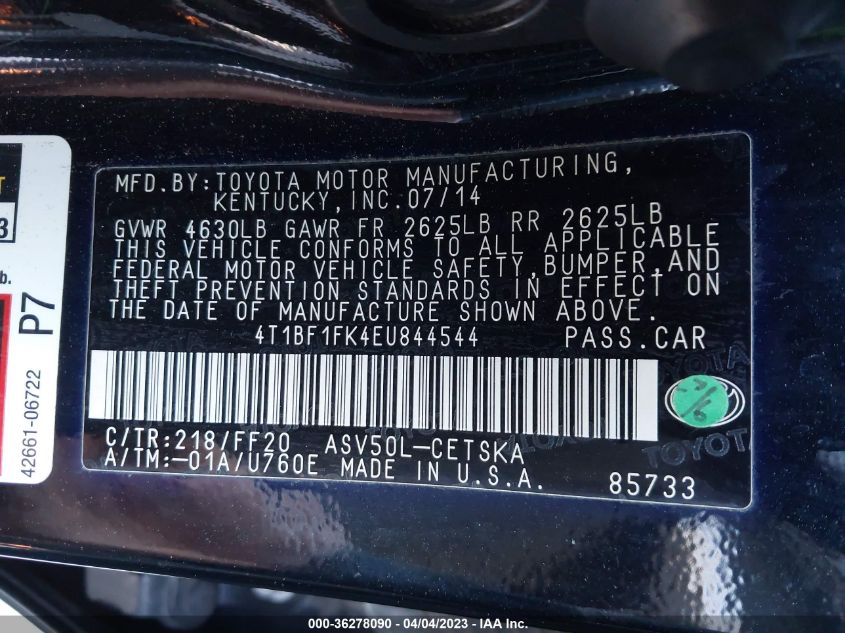 MFD.BY:TOYOTA MOTOR MANUFACTURING,
KENTUCKY,INC.07/14
GVWR 4630LB GAWR FR 2625LB RR 2625LB
THIS VEHICLE CONFORMS TO ALL APPLICABLE
FEDERAL MOTOR VEHICLE SAFETY,BUMPER,AND
THEFT PREVENTION STANDARDS IN EFFECT ON
THE DATE OF MANUFACTURE SHOWN ABOVE.
4T1BF1FK4EU844544 PASS.CAR
C/TR:218/FF20 ASV50L-CETSKA
A/TM:-01A/U760E MADE IN U.S.A.
85733
TOYOTA
TOYOTA
3
b.
P7
42661-06722
000-36278090 - 04/04/2023 - IAA Inc.